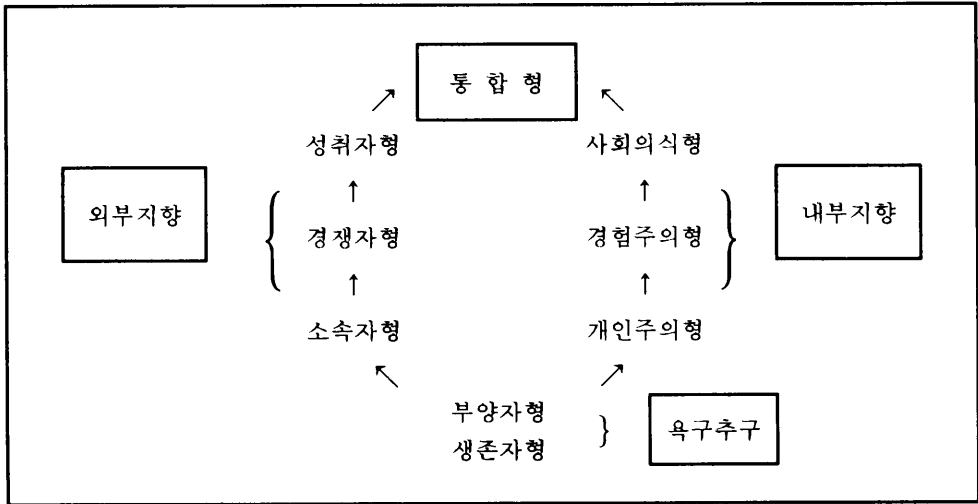 통 합 형
성취자형 사회의식형
외부지향 경쟁자형 경험주의형 내부지향
소속자형 개인주의형
부양자형
생존자형
욕구추구